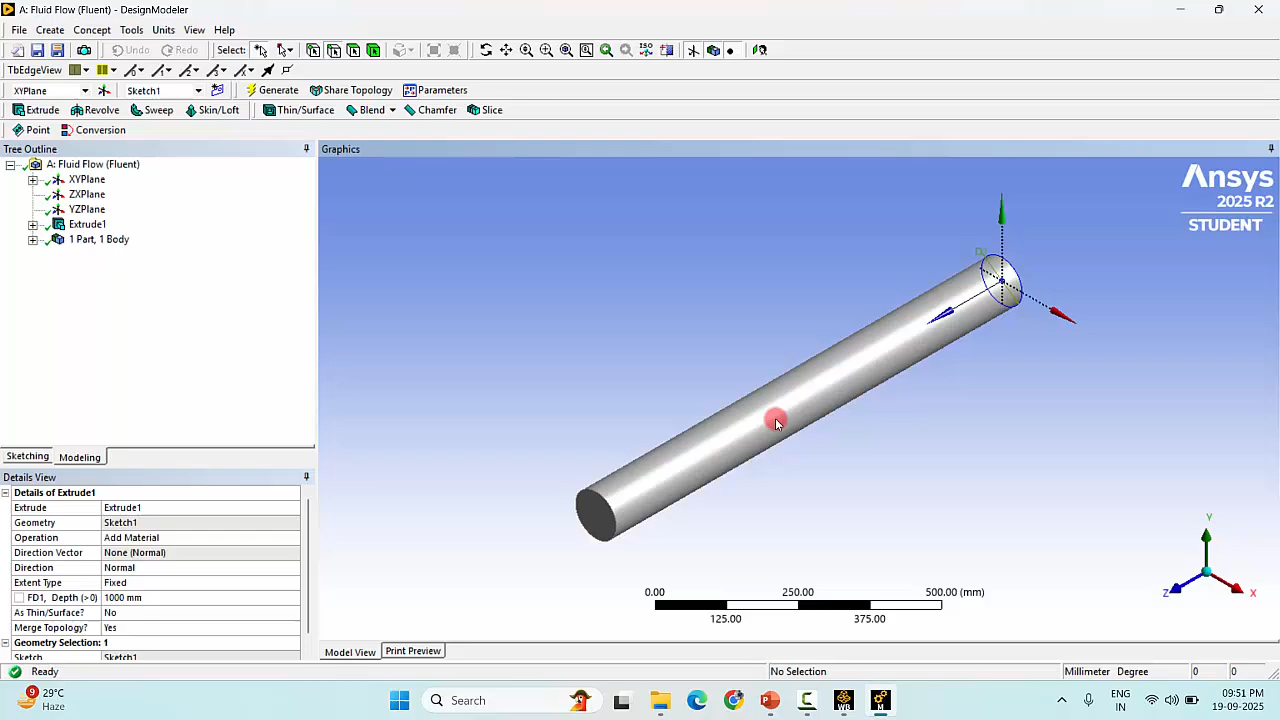 A: Fluid Flow (Fluent) - DesignModeler
File Create Concept Tools Units View Help
Undo Redo Select:
TbEdgeView
XYPlane Sketch1 Generate Share Topology Parameters
Extrude Revolve Sweep Skin/Loft Thin/Surface Blend Chamfer Slice
Point Conversion
Tree Outline
A: Fluid Flow (Fluent)
XYPlane
ZXPlane
YZPlane
Extrude1
1 Part, 1 Body
Sketching Modeling
Details View
Details of Extrude1
Extrude Extrude1
Geometry Sketch1
Operation Add Material
Direction Vector None (Normal)
Direction Normal
Extent Type Fixed
FD1, Depth (>0) 1000 mm
As Thin/Surface? No
Merge Topology? Yes
Geometry Selection: 1
Sketch Sketch1
Graphics
Ansys
2025 R2
STUDENT
Y
Z
X
0.00 250.00 500.00 (mm)
125.00 375.00
Model View Print Preview
Ready No Selection Millimeter Degree 0 0
9
29°C
Haze
Search
WB
M
ENG
IN
09:51 PM
19-09-2025